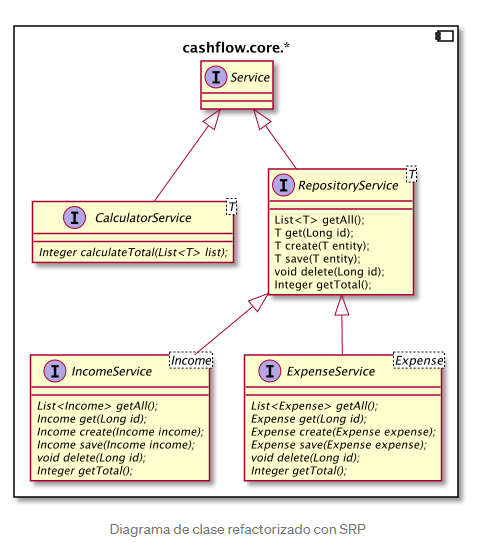 cashflow.core.*
I Service
I CalculatorService T
Integer calculateTotal(List<T> list);
I RepositoryService T
List<T> getAll();
T get(Long id);
T create(T entity);
T save(T entity);
void delete(Long id);
Integer getTotal();
I IncomeService Income
List<Income> getAll();
Income get(Long id);
Income create(Income income);
Income save(Income income);
void delete(Long id);
Integer getTotal();
I ExpenseService Expense
List<Expense> getAll();
Expense get(Long id);
Expense create(Expense expense);
Expense save(Expense expense);
void delete(Long id);
Integer getTotal();
Diagrama de clase refactorizado con SRP